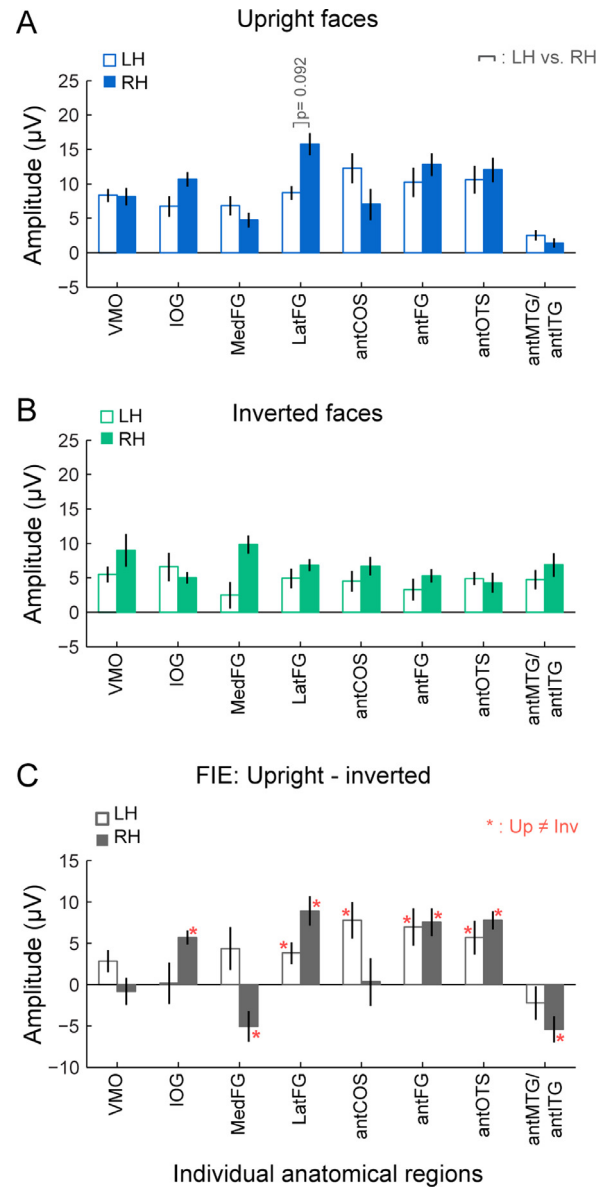 A
Upright faces
LH
RH
⎴ : LH vs. RH
p= 0.092
Amplitude (µV)
25
20
15
10
5
0
−5
VMO
IOG
MedFG
LatFG
antCOS
antFG
antOTS
antMTG/
antITG
B
Inverted faces
LH
RH
Amplitude (µV)
25
20
15
10
5
0
−5
VMO
IOG
MedFG
LatFG
antCOS
antFG
antOTS
antMTG/
antITG
C
FIE: Upright - inverted
LH
RH
* : Up ≠ Inv
Amplitude (µV)
15
10
5
0
−5
−10
*
*
*
*
*
*
*
*
*
*
VMO
IOG
MedFG
LatFG
antCOS
antFG
antOTS
antMTG/
antITG
Individual anatomical regions